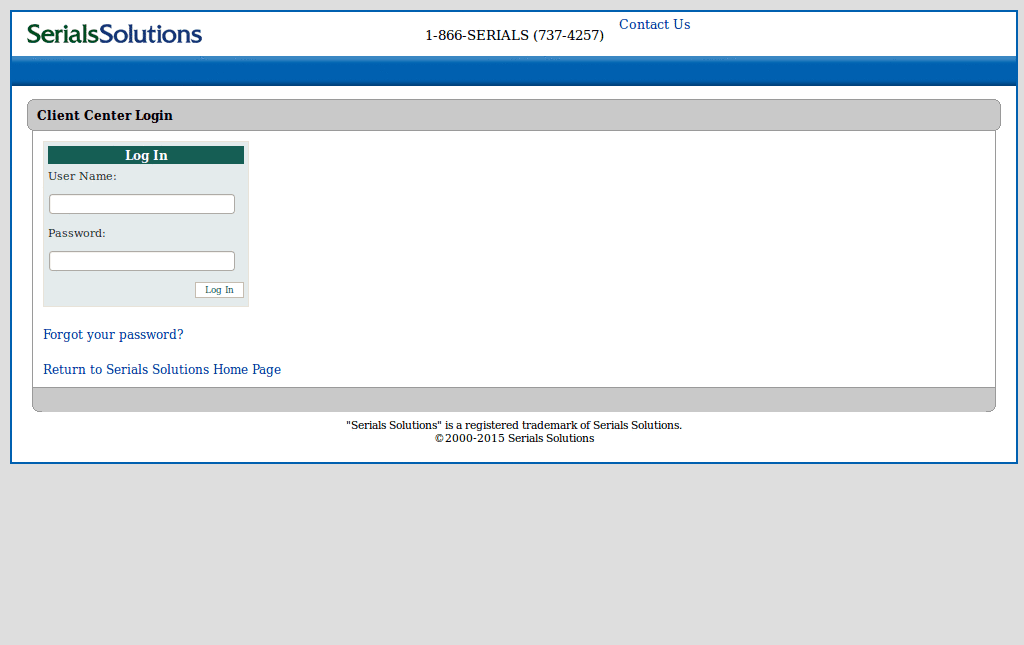 SerialsSolutions
1-866-SERIALS (737-4257)
Contact Us
Client Center Login
Log In
User Name:
Password:
Log In
Forgot your password?
Return to Serials Solutions Home Page
"Serials Solutions" is a registered trademark of Serials Solutions.
©2000-2015 Serials Solutions